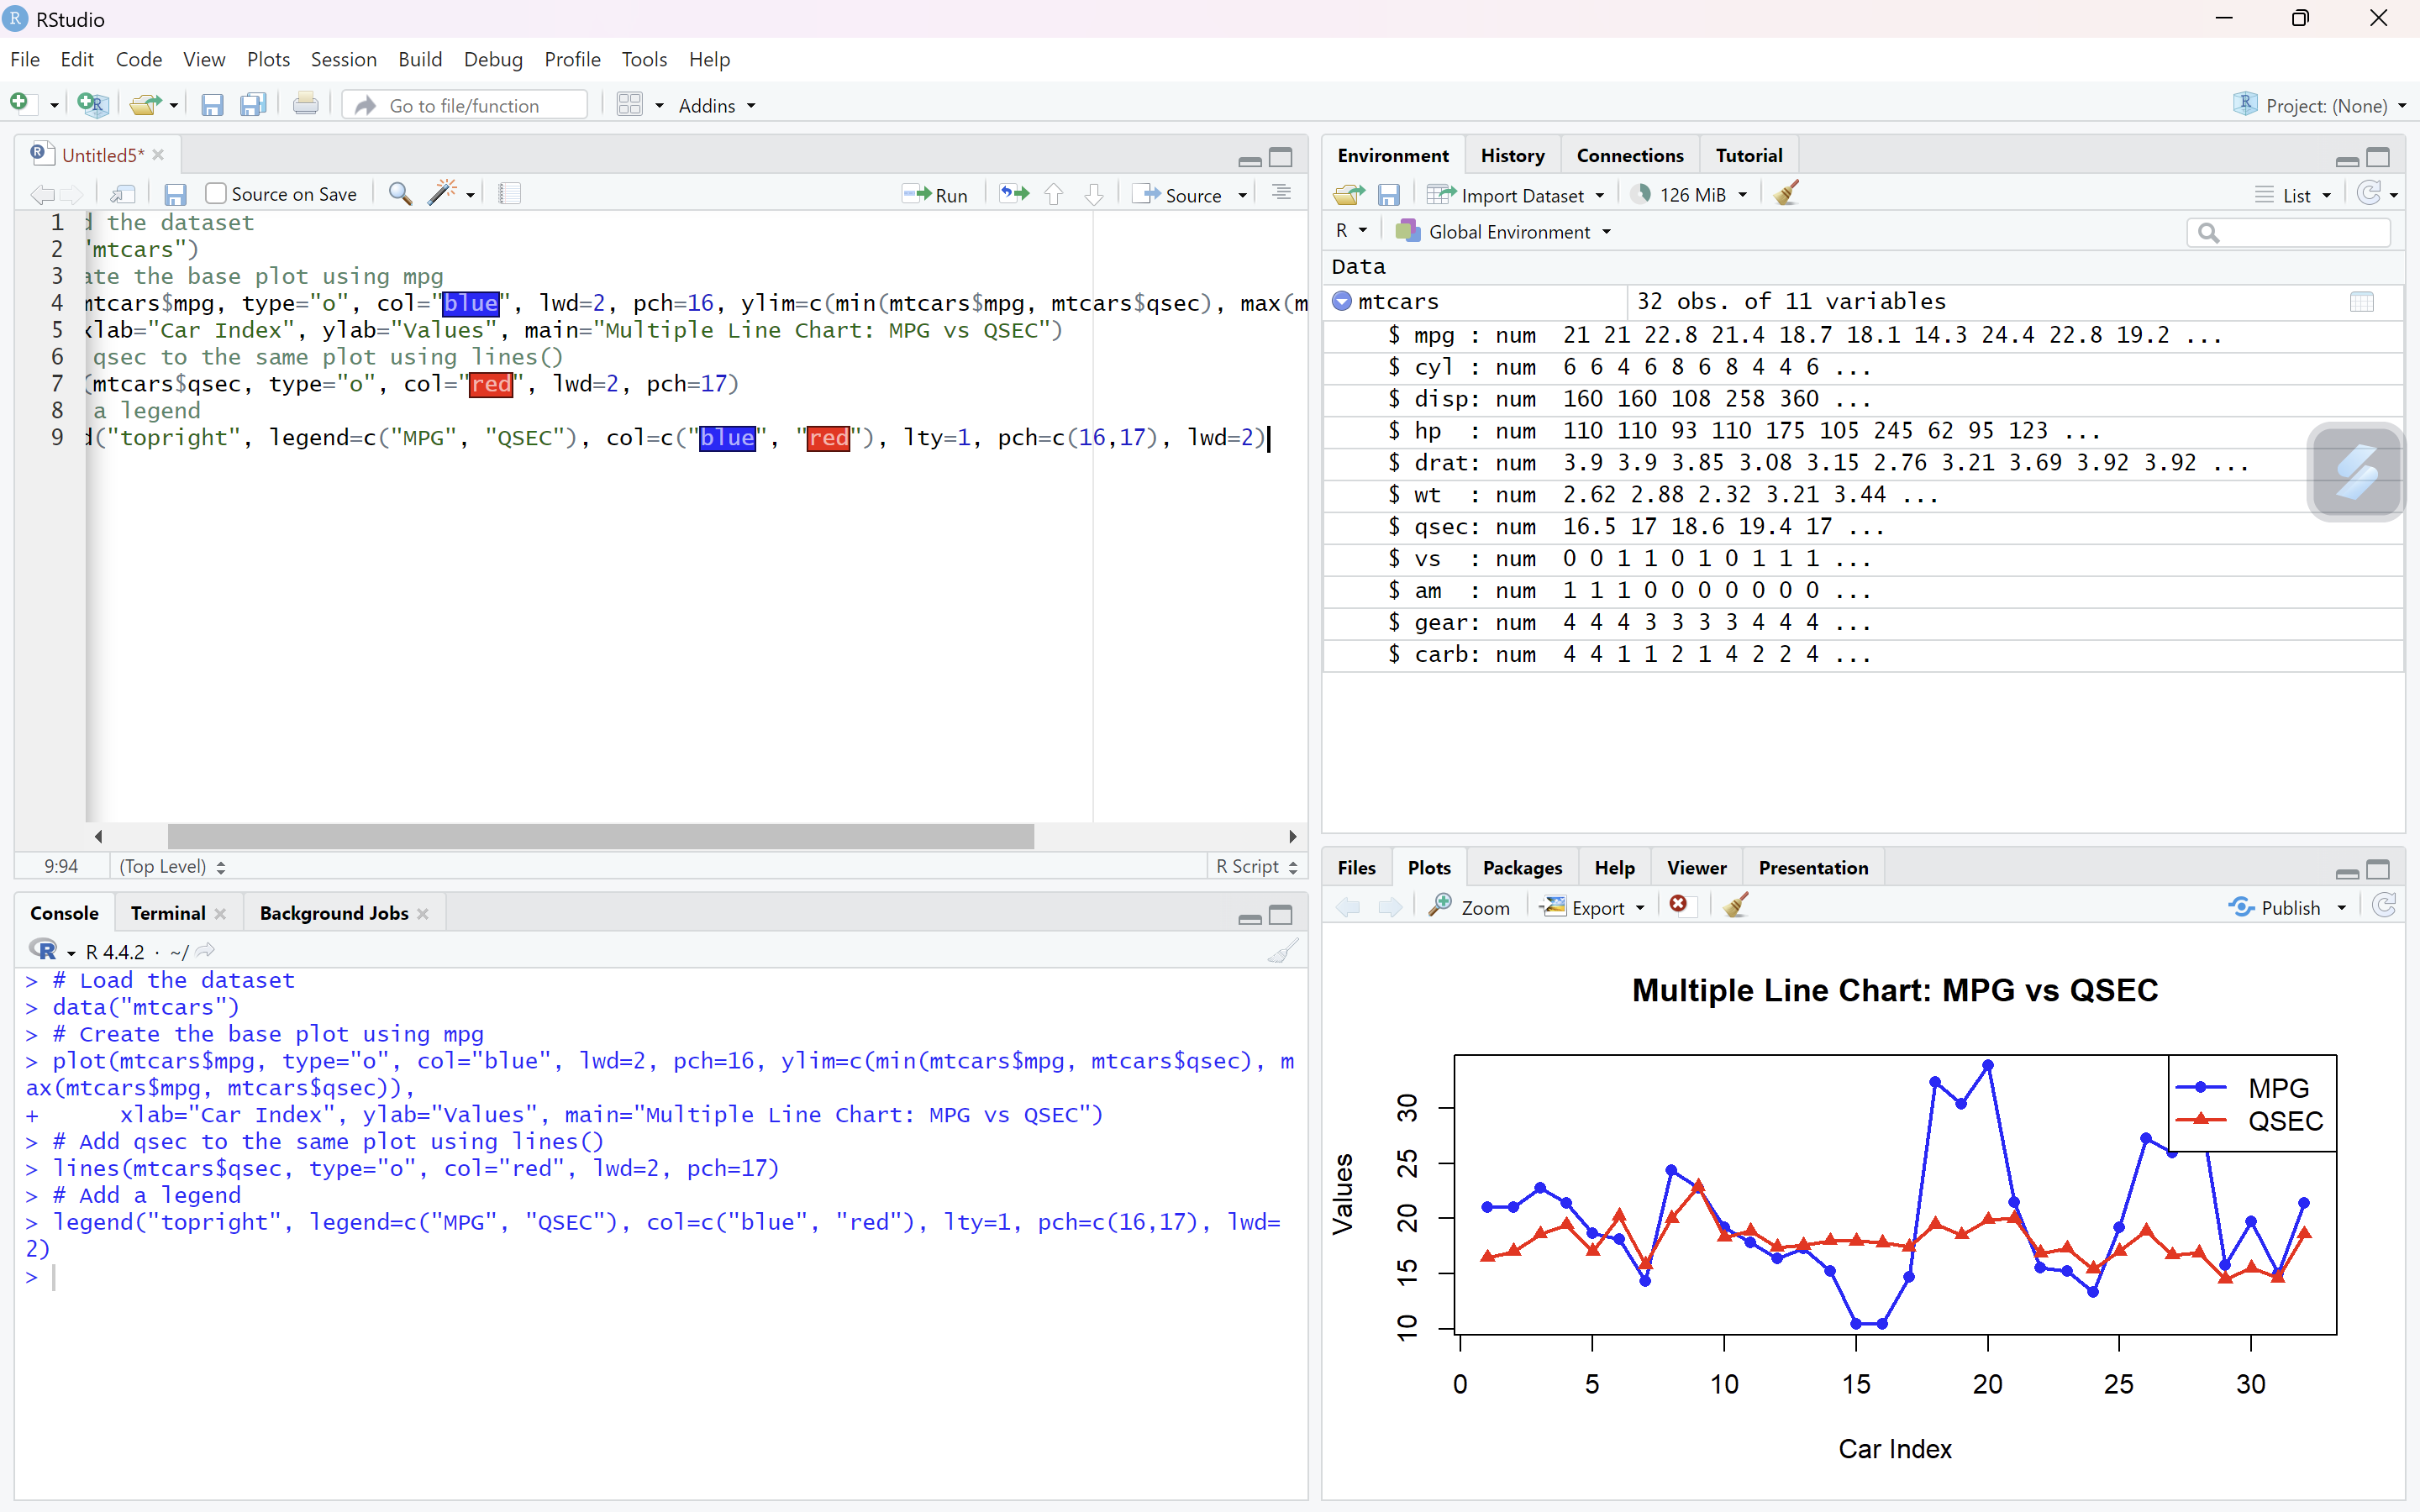 RStudio
File Edit Code View Plots Session Build Debug Profile Tools Help
Go to file/function Addins Project: (None)
Untitled5*
Source on Save Run Source
1 d the dataset
2 'mtcars")
3 ate the base plot using mpg
4 mtcars$mpg, type="o", col="blue", lwd=2, pch=16, ylim=c(min(mtcars$mpg, mtcars$qsec), max(m
5 xlab="Car Index", ylab="Values", main="Multiple Line Chart: MPG vs QSEC")
6 qsec to the same plot using lines()
7 (mtcars$qsec, type="o", col="red", lwd=2, pch=17)
8 a legend
9 d("topright", legend=c("MPG", "QSEC"), col=c("blue", "red"), lty=1, pch=c(16,17), lwd=2)
9:94 (Top Level) R Script
Console Terminal Background Jobs
R 4.4.2 · ~/
> # Load the dataset
> data("mtcars")
> # Create the base plot using mpg
> plot(mtcars$mpg, type="o", col="blue", lwd=2, pch=16, ylim=c(min(mtcars$mpg, mtcars$qsec), m
ax(mtcars$mpg, mtcars$qsec)),
+      xlab="Car Index", ylab="Values", main="Multiple Line Chart: MPG vs QSEC")
> # Add qsec to the same plot using lines()
> lines(mtcars$qsec, type="o", col="red", lwd=2, pch=17)
> # Add a legend
> legend("topright", legend=c("MPG", "QSEC"), col=c("blue", "red"), lty=1, pch=c(16,17), lwd=
2)
>
Environment History Connections Tutorial
Import Dataset 126 MiB List
R Global Environment
Data
mtcars 32 obs. of 11 variables
$ mpg : num 21 21 22.8 21.4 18.7 18.1 14.3 24.4 22.8 19.2 ...
$ cyl : num 6 6 4 6 8 6 8 4 4 6 ...
$ disp: num 160 160 108 258 360 ...
$ hp : num 110 110 93 110 175 105 245 62 95 123 ...
$ drat: num 3.9 3.9 3.85 3.08 3.15 2.76 3.21 3.69 3.92 3.92 ...
$ wt : num 2.62 2.88 2.32 3.21 3.44 ...
$ qsec: num 16.5 17 18.6 19.4 17 ...
$ vs : num 0 0 1 1 0 1 0 1 1 1 ...
$ am : num 1 1 1 0 0 0 0 0 0 0 ...
$ gear: num 4 4 4 3 3 3 3 4 4 4 ...
$ carb: num 4 4 1 1 2 1 4 2 2 4 ...
Files Plots Packages Help Viewer Presentation
Zoom Export Publish
Multiple Line Chart: MPG vs QSEC
MPG
QSEC
Values
30
25
20
15
10
0 5 10 15 20 25 30
Car Index